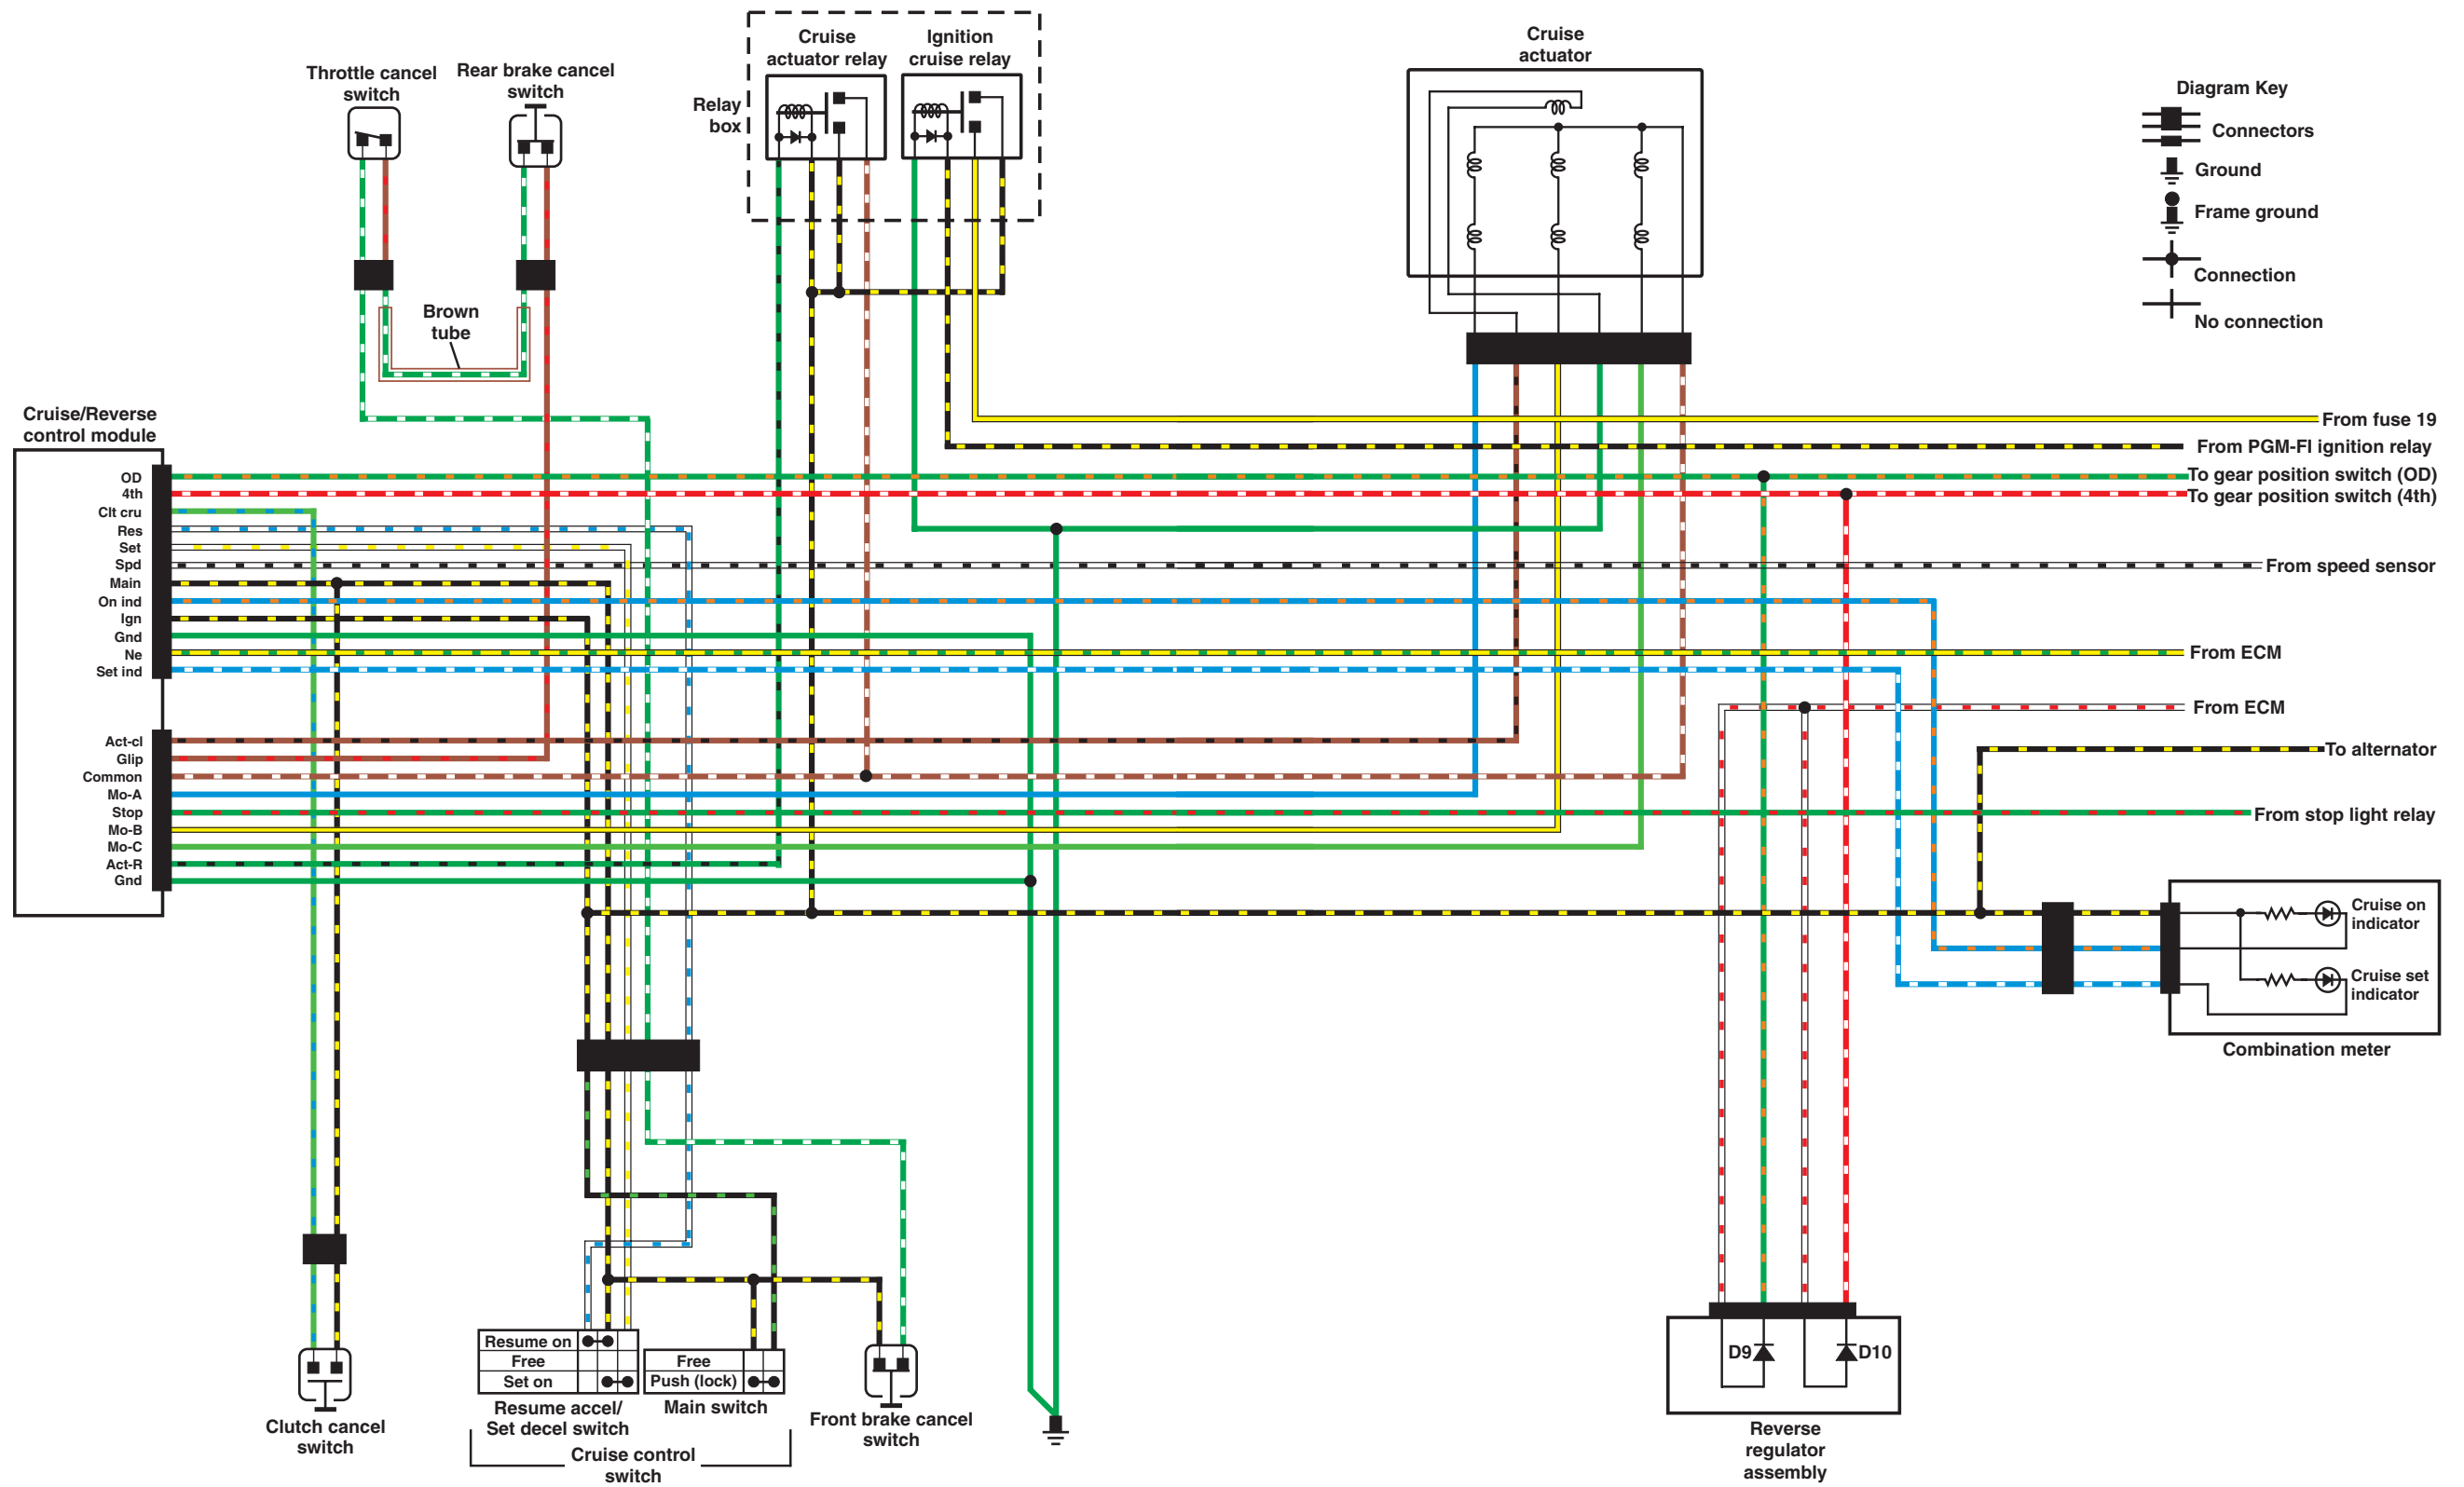 Cruise
actuator relay
Ignition
cruise relay
Cruise
actuator
Throttle cancel
switch
Rear brake cancel
switch
Relay
box
Diagram Key
Connectors
Ground
Frame ground
Connection
No connection
Brown
tube
Cruise/Reverse
control module
From fuse 19
From PGM-FI ignition relay
To gear position switch (OD)
To gear position switch (4th)
From speed sensor
From ECM
From ECM
To alternator
From stop light relay
OD
4th
Clt cru
Res
Set
Spd
Main
On ind
Ign
Gnd
Ne
Set ind
Act-cl
Glip
Common
Mo-A
Stop
Mo-B
Mo-C
Act-R
Gnd
Cruise on
indicator
Cruise set
indicator
Combination meter
Resume on
Free
Set on
Free
Push (lock)
D9
D10
Clutch cancel
switch
Resume accel/
Set decel switch
Main switch
Cruise control
switch
Front brake cancel
switch
Reverse
regulator
assembly